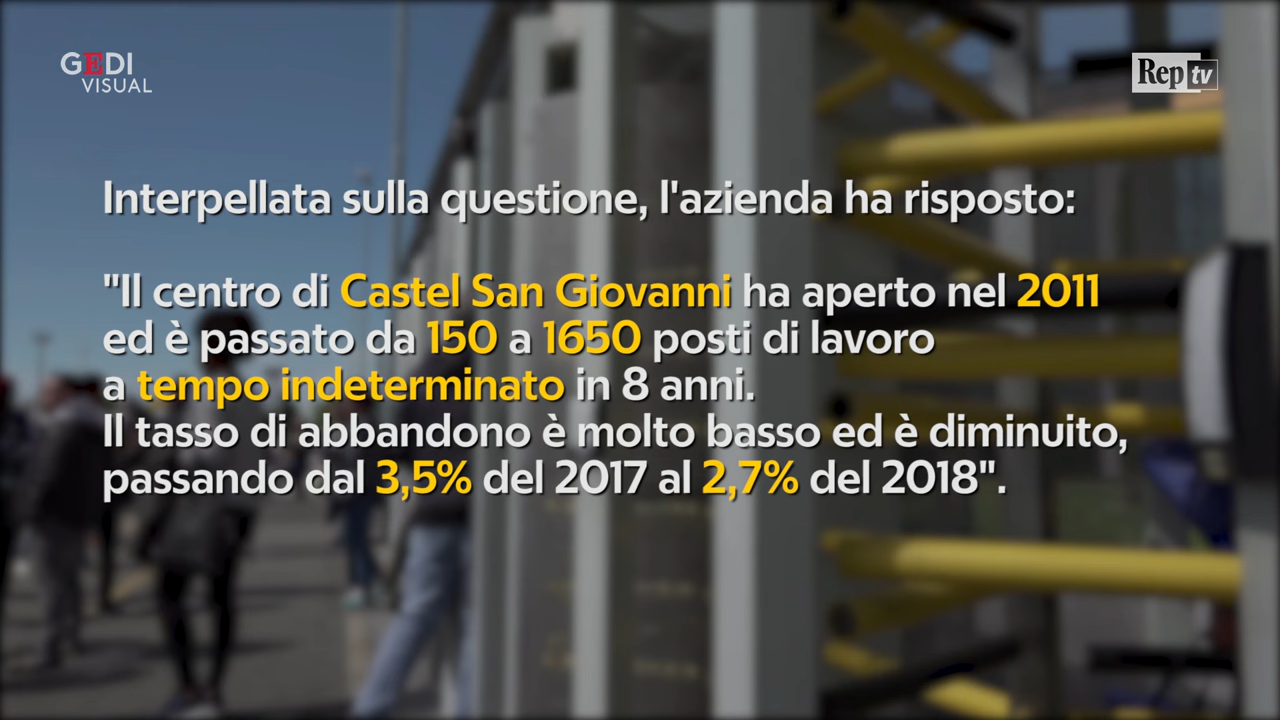 GEDI
VISUAL
Rep tv
Interpellata sulla questione, l'azienda ha risposto:
"Il centro di Castel San Giovanni ha aperto nel 2011
ed è passato da 150 a 1650 posti di lavoro
a tempo indeterminato in 8 anni.
Il tasso di abbandono è molto basso ed è diminuito,
passando dal 3,5% del 2017 al 2,7% del 2018".